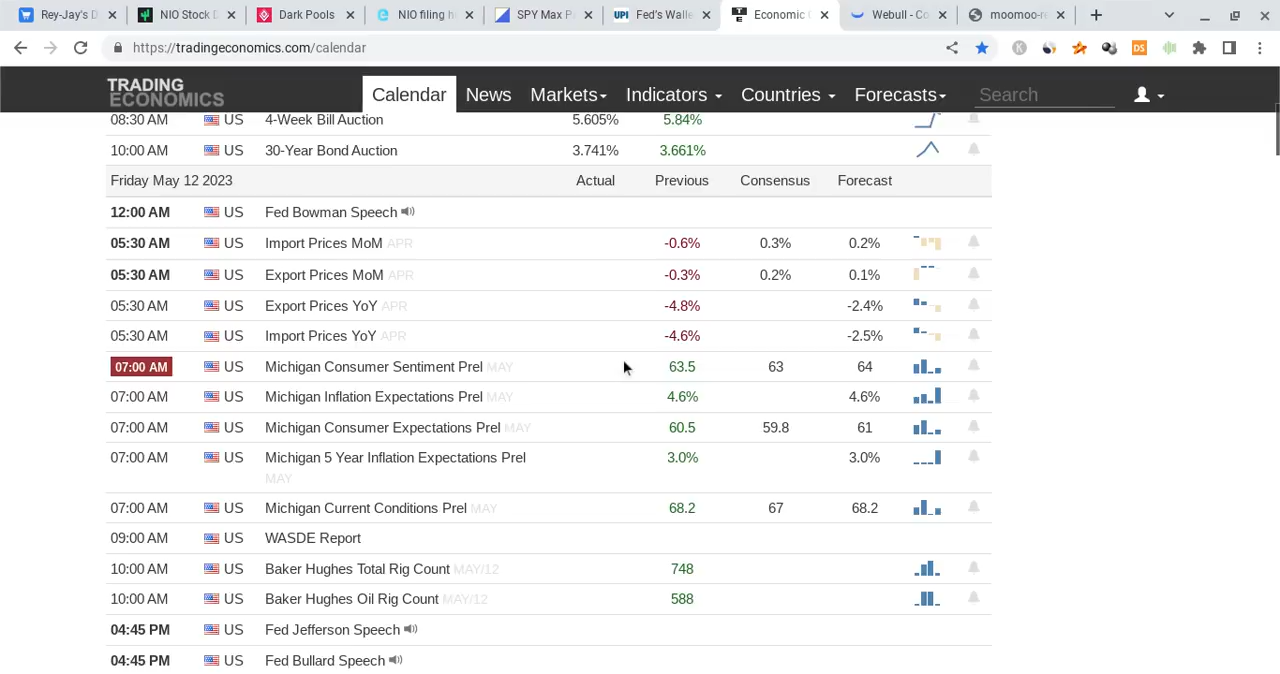 Rey-Jay's D
NIO Stock D
Dark Pools
NIO filing h
SPY Max P
UPI Fed's Walle
TE Economic
Webull - Co
moomoo-re
https://tradingeconomics.com/calendar
TRADING ECONOMICS
Calendar News Markets Indicators Countries Forecasts Search
08:30 AM US 4-Week Bill Auction 5.605% 5.84%
10:00 AM US 30-Year Bond Auction 3.741% 3.661%
Friday May 12 2023 Actual Previous Consensus Forecast
12:00 AM US Fed Bowman Speech
05:30 AM US Import Prices MoM APR -0.6% 0.3% 0.2%
05:30 AM US Export Prices MoM APR -0.3% 0.2% 0.1%
05:30 AM US Export Prices YoY APR -4.8% -2.4%
05:30 AM US Import Prices YoY APR -4.6% -2.5%
07:00 AM US Michigan Consumer Sentiment Prel MAY 63.5 63 64
07:00 AM US Michigan Inflation Expectations Prel MAY 4.6% 4.6%
07:00 AM US Michigan Consumer Expectations Prel MAY 60.5 59.8 61
07:00 AM US Michigan 5 Year Inflation Expectations Prel 3.0% 3.0%
MAY
07:00 AM US Michigan Current Conditions Prel MAY 68.2 67 68.2
09:00 AM US WASDE Report
10:00 AM US Baker Hughes Total Rig Count MAY/12 748
10:00 AM US Baker Hughes Oil Rig Count MAY/12 588
04:45 PM US Fed Jefferson Speech
04:45 PM US Fed Bullard Speech